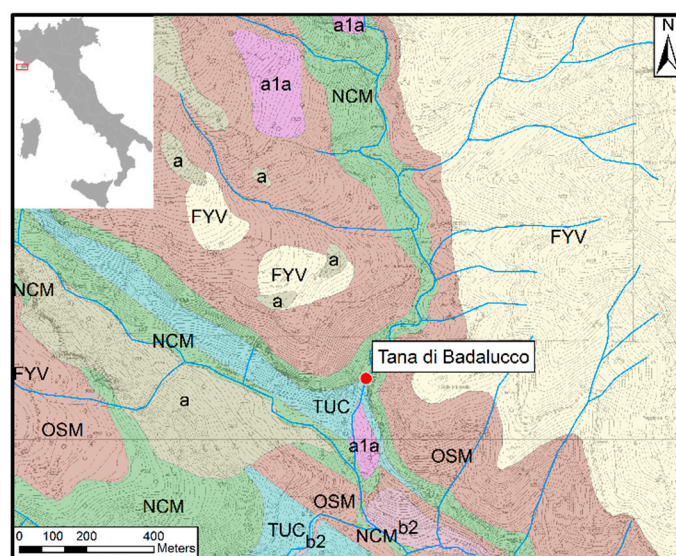 a1a
N
a1a
NCM
a
a
FYV
FYV
FYV
a
a
NCM
NCM
Tana di Badalucco
FYV
a
TUC
OSM
a1a
OSM
NCM
OSM
TUC
b2
NCM
b2
0 100 200 400
Meters